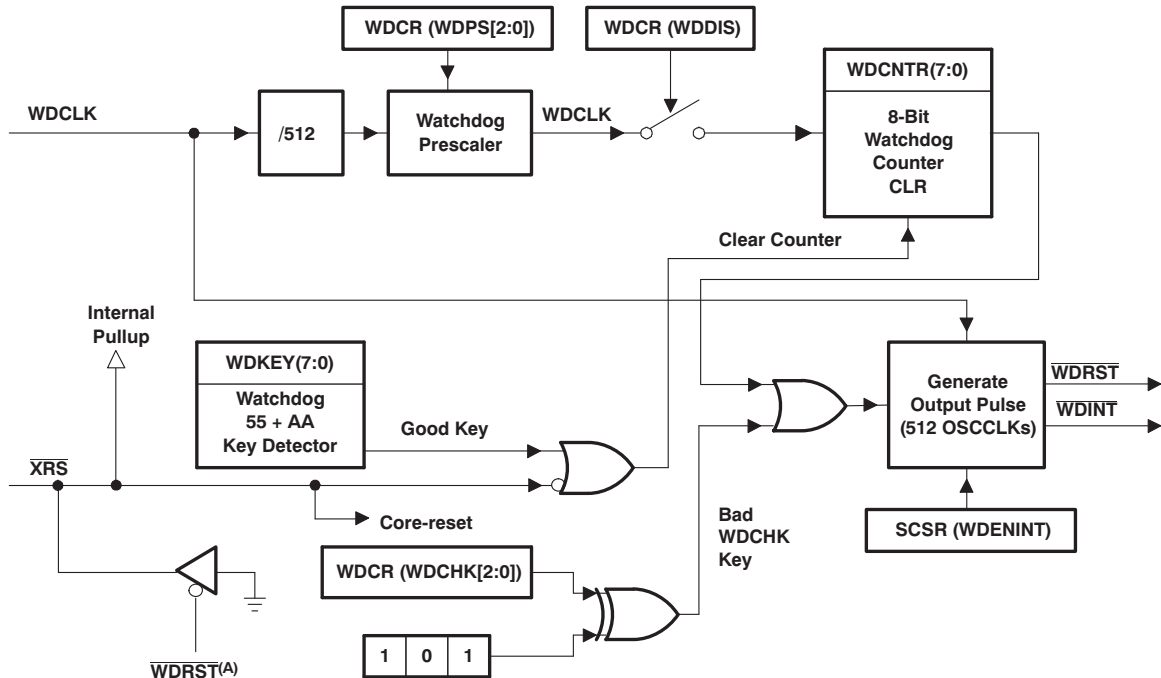 WDCR (WDPS[2:0])
WDCR (WDDIS)
WDCNTR(7:0)
WDCLK
/512
Watchdog
Prescaler
WDCLK
8-Bit
Watchdog
Counter
CLR
Clear Counter
Internal
Pullup
WDKEY(7:0)
Watchdog
55 + AA
Key Detector
Good Key
Generate
Output Pulse
(512 OSCCLKs)
WDRST
WDINT
XRS
Core-reset
Bad
WDCHK
Key
SCSR (WDENINT)
WDCR (WDCHK[2:0])
1 0 1
WDRST(A)